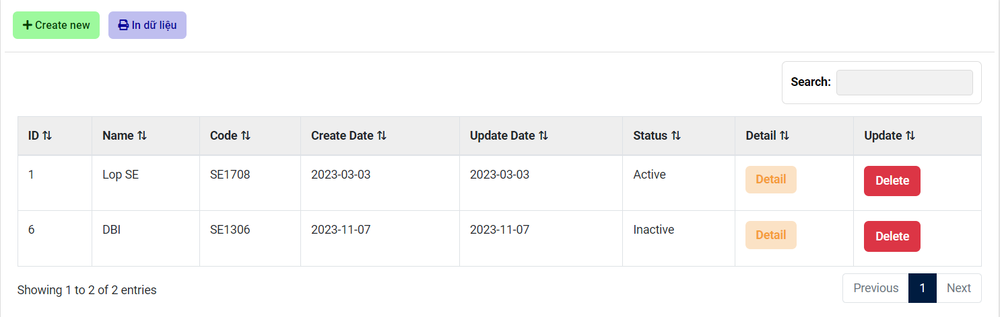 Create new In dữ liệu
Search:
ID Name Code Create Date Update Date Status Detail Update
1 Lop SE SE1708 2023-03-03 2023-03-03 Active Detail Delete
6 DBI SE1306 2023-11-07 2023-11-07 Inactive Detail Delete
Showing 1 to 2 of 2 entries Previous 1 Next